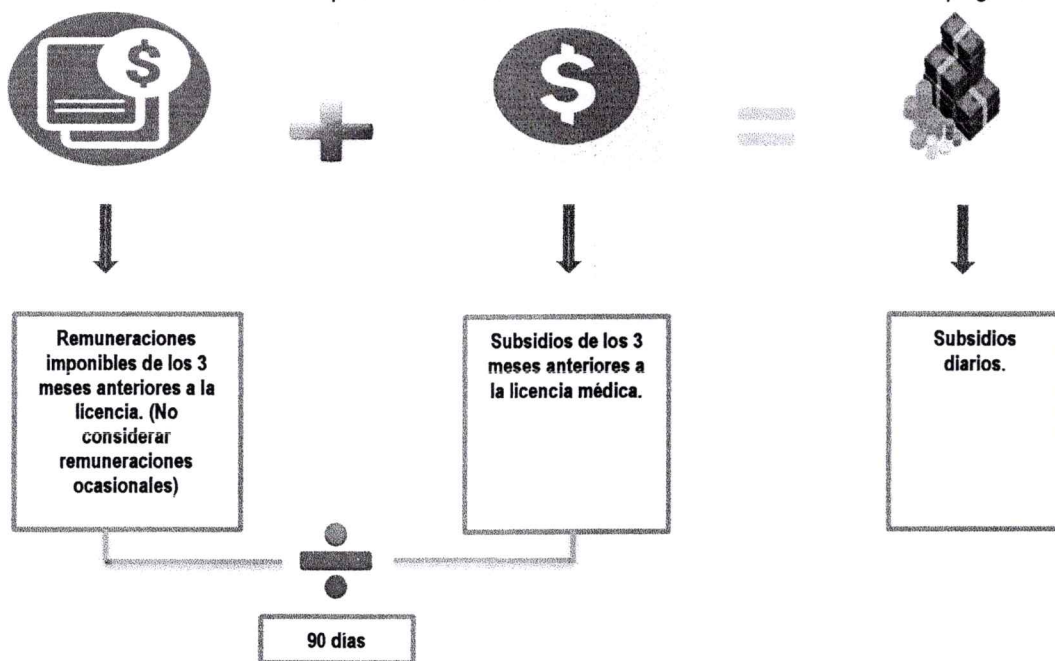 $
$
Remuneraciones
imponibles de los 3
meses anteriores a la
licencia. (No
considerar
remuneraciones
ocasionales)
Subsidios de los 3
meses anteriores a
la licencia médica.
Subsidios
diarios.
90 días